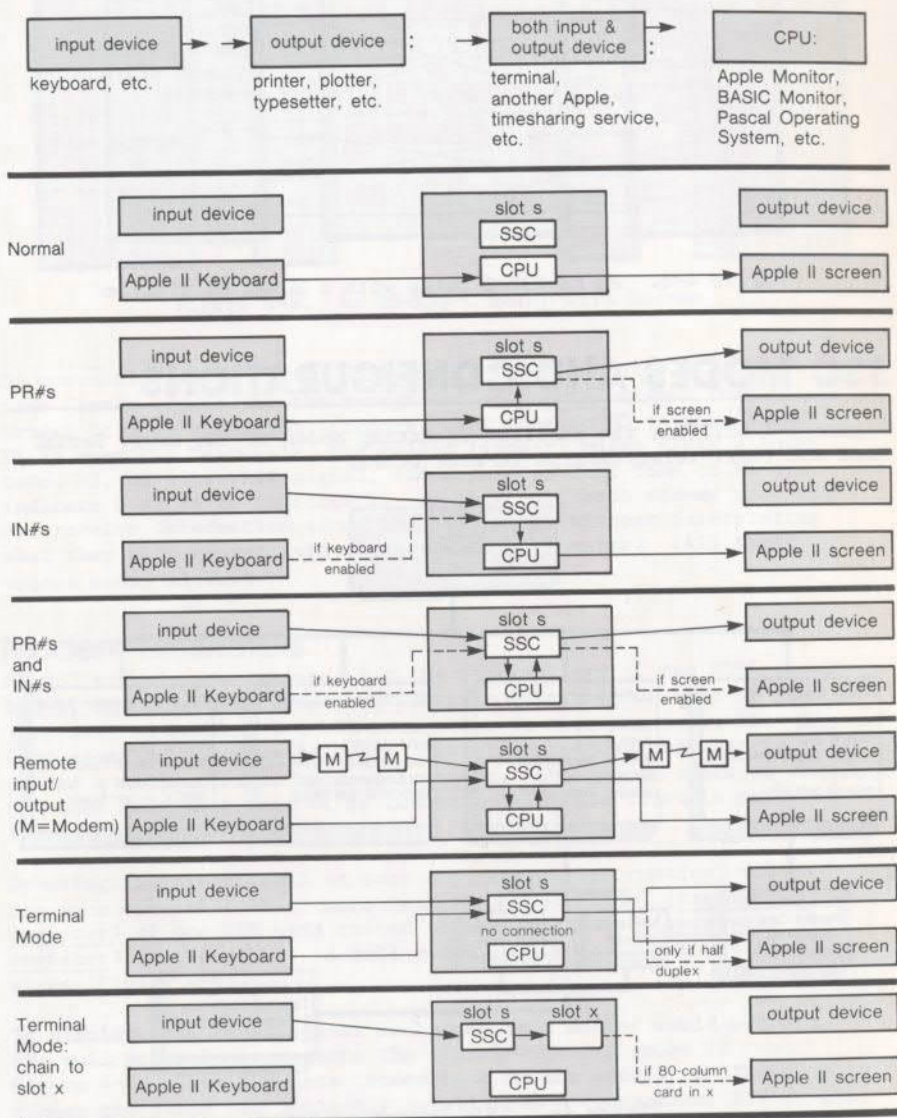 input device
output device :
both input &
output device :
CPU:
keyboard, etc.
printer, plotter,
typesetter, etc.
terminal,
another Apple,
timesharing service,
etc.
Apple Monitor,
BASIC Monitor,
Pascal Operating
System, etc.
Normal
input device
Apple II Keyboard
slot s
SSC
CPU
output device
Apple II screen
PR#s
input device
Apple II Keyboard
slot s
SSC
CPU
if screen
enabled
output device
Apple II screen
IN#s
input device
Apple II Keyboard
if keyboard
enabled
slot s
SSC
CPU
output device
Apple II screen
PR#s
and
IN#s
input device
Apple II Keyboard
if keyboard
enabled
slot s
SSC
CPU
if screen
enabled
output device
Apple II screen
Remote
input/
output
(M=Modem)
input device
Apple II Keyboard
M M
slot s
SSC
CPU
M M
output device
Apple II screen
Terminal
Mode
input device
Apple II Keyboard
slot s
SSC
no connection
CPU
only if half
duplex
output device
Apple II screen
Terminal
Mode:
chain to
slot x
input device
Apple II Keyboard
slot s slot x
SSC
CPU
if 80-column
card in x
output device
Apple II screen